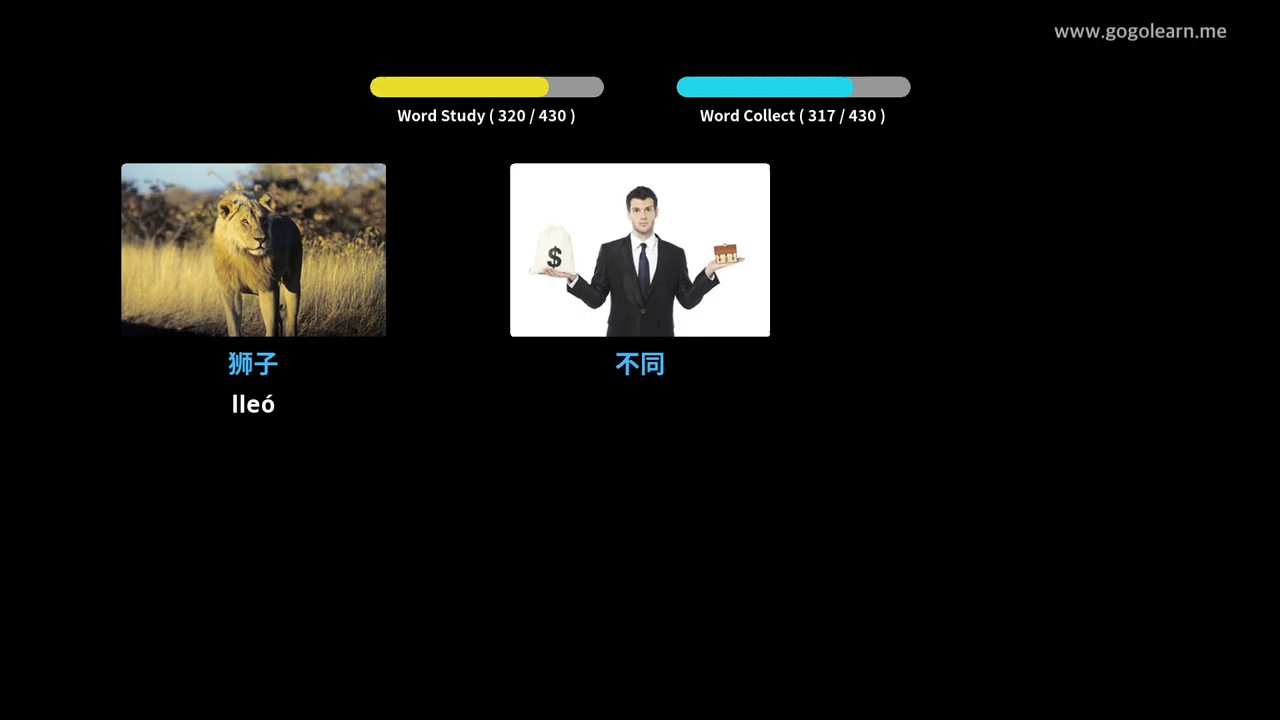 www.gogolearn.me
Word Study ( 320 / 430 )
Word Collect ( 317 / 430 )
$
狮子
不同
lleó